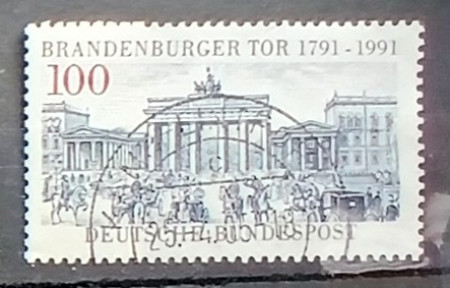 BRANDENBURGER TOR 1791 - 1991
100
DEUTSCHE BUNDESPOST